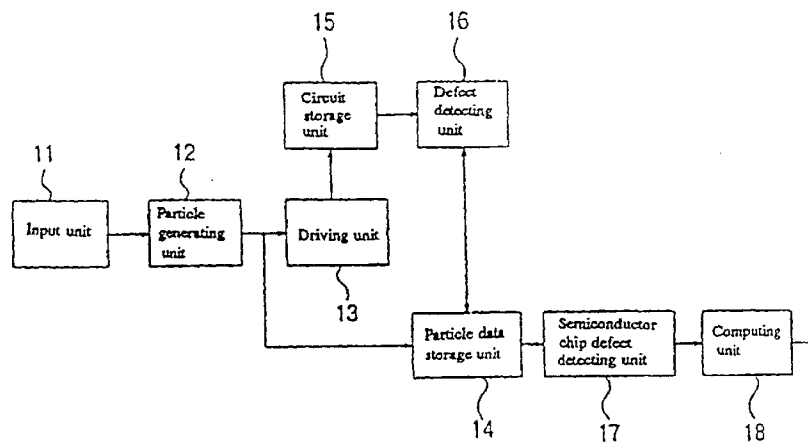 15
16
Circuit
storage
unit
Defect
detecting
unit
11
12
Input unit
Particle
generating
unit
Driving unit
13
Particle data
storage unit
Semiconductor
chip defect
detecting unit
Computing
unit
14
17
18